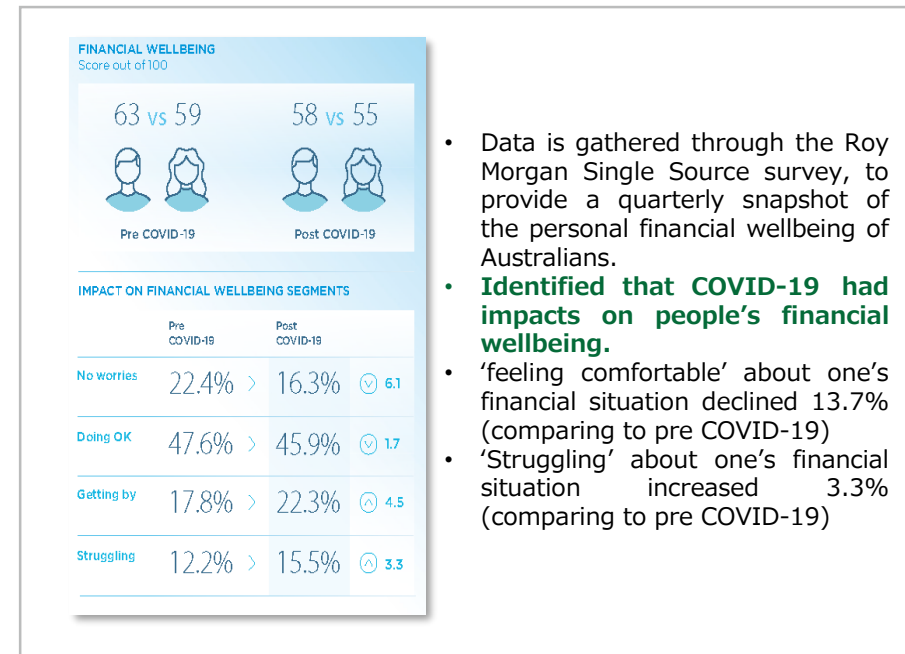 FINANCIAL WELLBEING
Score out of 100
63 vs 59
58 vs 55
Pre COVID-19
Post COVID-19
IMPACT ON FINANCIAL WELLBEING SEGMENTS
Pre COVID-19
Post COVID-19
No worries 22.4% > 16.3% 6.1
Doing OK 47.6% > 45.9% 1.7
Getting by 17.8% > 22.3% 4.5
Struggling 12.2% > 15.5% 3.3
• Data is gathered through the Roy
Morgan Single Source survey, to
provide a quarterly snapshot of
the personal financial wellbeing of
Australians.
• Identified that COVID-19 had
impacts on people’s financial
wellbeing.
• ‘feeling comfortable’ about one’s
financial situation declined 13.7%
(comparing to pre COVID-19)
• ‘Struggling’ about one’s financial
situation increased 3.3%
(comparing to pre COVID-19)